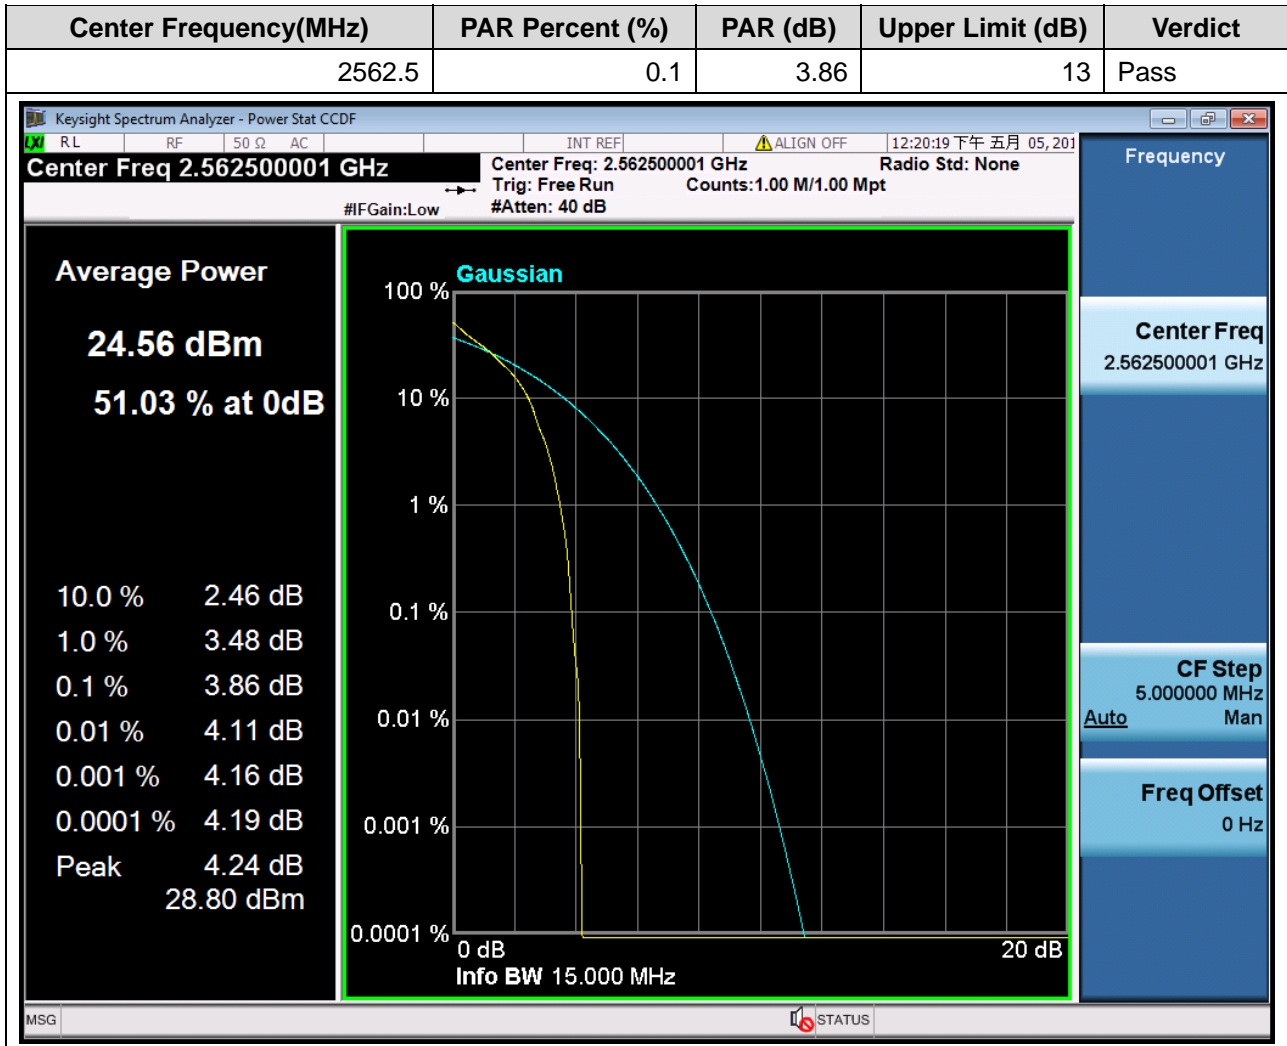 Center Frequency(MHz) PAR Percent (%) PAR (dB) Upper Limit (dB) Verdict
2562.5 0.1 3.86 13 Pass
Keysight Spectrum Analyzer - Power Stat CCDF
LXI RL RF 50 Ω AC INT REF ALIGN OFF 12:20:19 下午 五月 05, 201
Center Freq 2.562500001 GHz
Center Freq: 2.562500001 GHz Radio Std: None
Trig: Free Run Counts:1.00 M/1.00 Mpt
#IFGain:Low #Atten: 40 dB
Average Power
24.56 dBm
51.03 % at 0dB
10.0 % 2.46 dB
1.0 % 3.48 dB
0.1 % 3.86 dB
0.01 % 4.11 dB
0.001 % 4.16 dB
0.0001 % 4.19 dB
Peak 4.24 dB
28.80 dBm
Gaussian
100 %
10 %
1 %
0.1 %
0.01 %
0.001 %
0.0001 %
0 dB 20 dB
Info BW 15.000 MHz
Frequency
Center Freq
2.562500001 GHz
CF Step
5.000000 MHz
Auto Man
Freq Offset
0 Hz
MSG STATUS